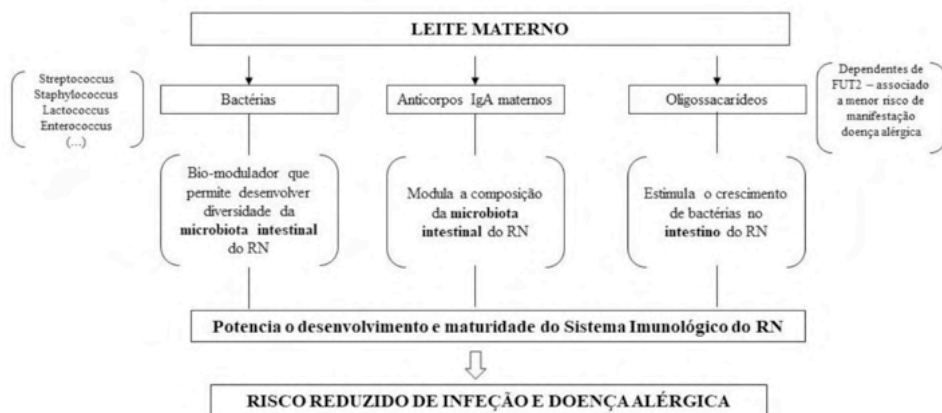 LEITE MATERNO
Streptococcus
Staphylococcus
Lactococcus
Enterococcus
(...)
Bactérias
Anticorpos IgA maternos
Oligossacarídeos
Dependentes de
FUT2 – associado
a menor risco de
manifestação
doença alérgica
Bio-modulador que
permite desenvolver
diversidade da
microbiota intestinal
do RN
Modula a composição
da microbiota
intestinal do RN
Estimula o crescimento
de bactérias no
intestino do RN
Potencia o desenvolvimento e maturidade do Sistema Imunológico do RN
RISCO REDUZIDO DE INFEÇÃO E DOENÇA ALÉRGICA